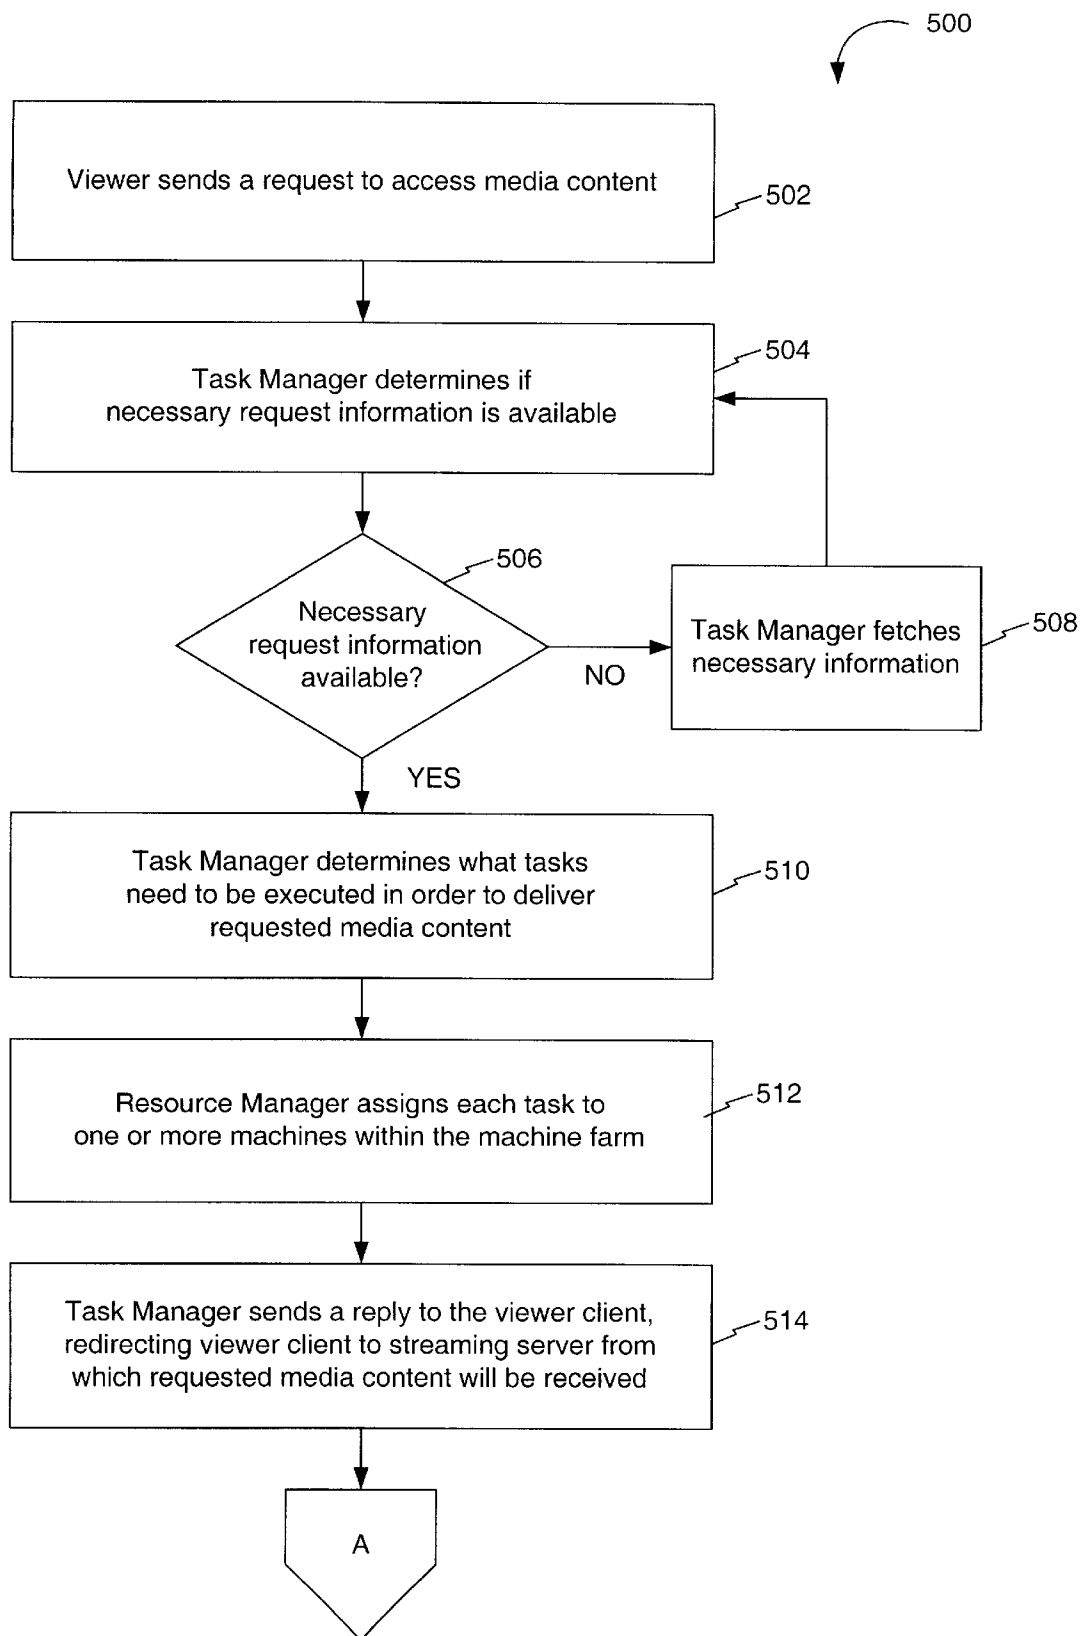 500
Viewer sends a request to access media content
502
504
Task Manager determines if
necessary request information is available
506
Necessary
request information
available?
NO
Task Manager fetches
necessary information
508
YES
Task Manager determines what tasks
need to be executed in order to deliver
requested media content
510
Resource Manager assigns each task to
one or more machines within the machine farm
512
Task Manager sends a reply to the viewer client,
redirecting viewer client to streaming server from
which requested media content will be received
514
A